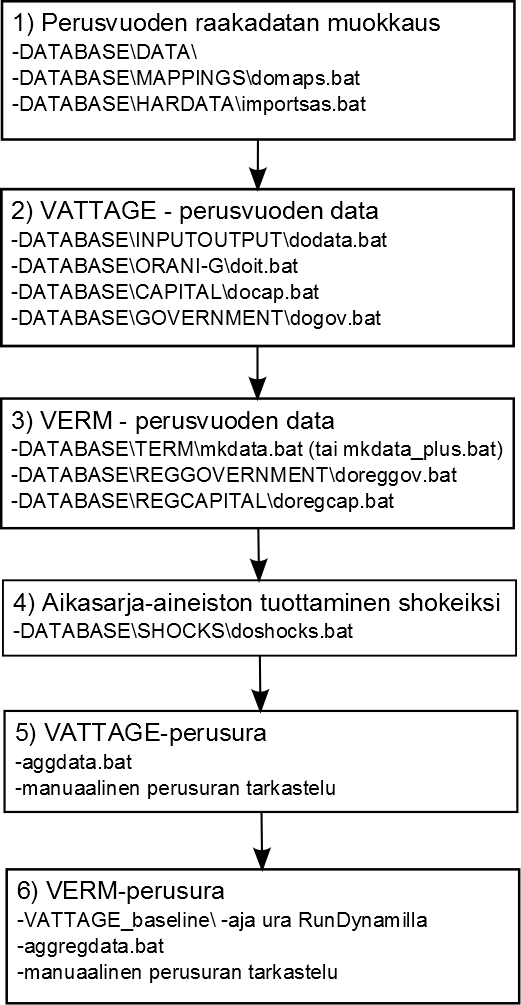 1) Perusvuoden raakadatan muokkaus
-DATABASE\DATA\
-DATABASE\MAPPINGS\domaps.bat
-DATABASE\HARDATA\importsas.bat
2) VATTAGE - perusvuoden data
-DATABASE\INPUTOUTPUT\dodata.bat
-DATABASE\ORANI-G\doit.bat
-DATABASE\CAPITAL\docap.bat
-DATABASE\GOVERNMENT\dogov.bat
3) VERM - perusvuoden data
-DATABASE\TERM\mkdata.bat (tai mkdata_plus.bat)
-DATABASE\REGGOVERNMENT\doreggov.bat
-DATABASE\REGCAPITAL\doregcap.bat
4) Aikasarja-aineiston tuottaminen shokeiksi
-DATABASE\SHOCKS\doshocks.bat
5) VATTAGE-perusura
-aggdata.bat
-manuaalinen perusuran tarkastelu
6) VERM-perusura
-VATTAGE_baseline\ -aja ura RunDynamilla
-aggregdata.bat
-manuaalinen perusuran tarkastelu